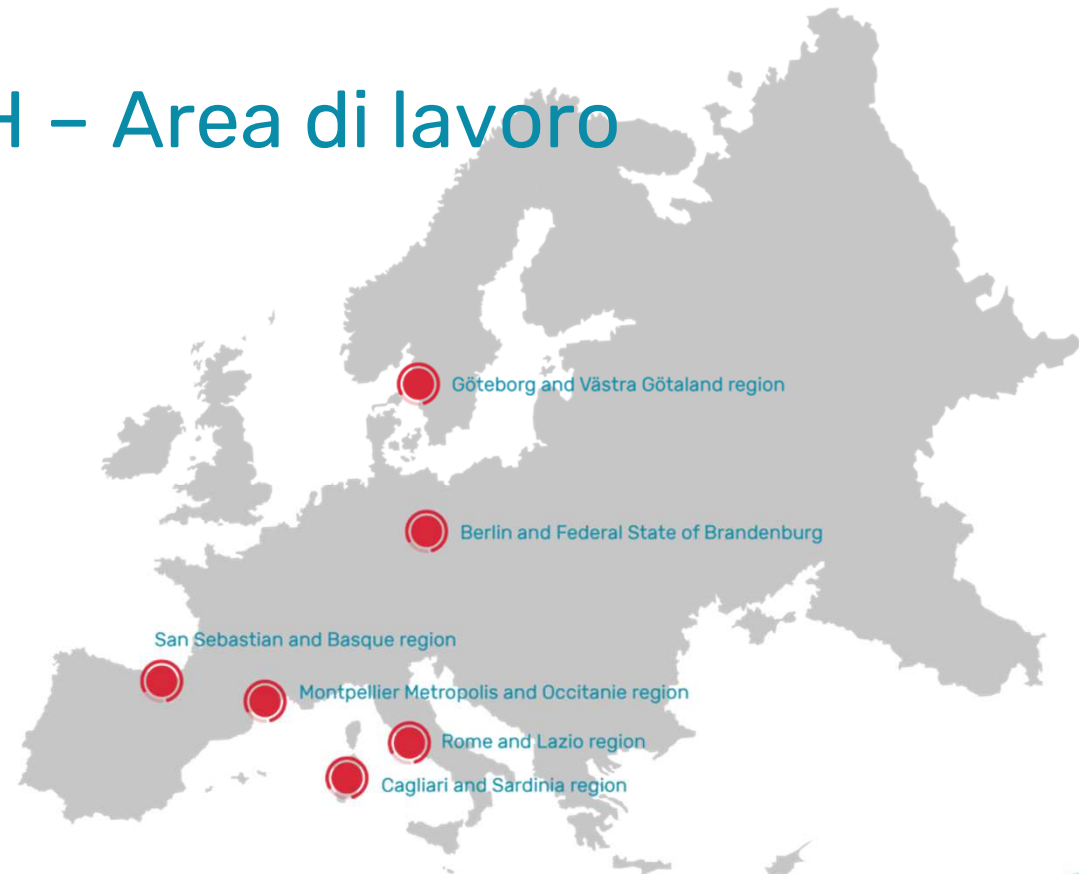 H – Area di lavoro
Göteborg and Västra Götaland region
Berlin and Federal State of Brandenburg
San Sebastian and Basque region
Montpellier Metropolis and Occitanie region
Rome and Lazio region
Cagliari and Sardinia region